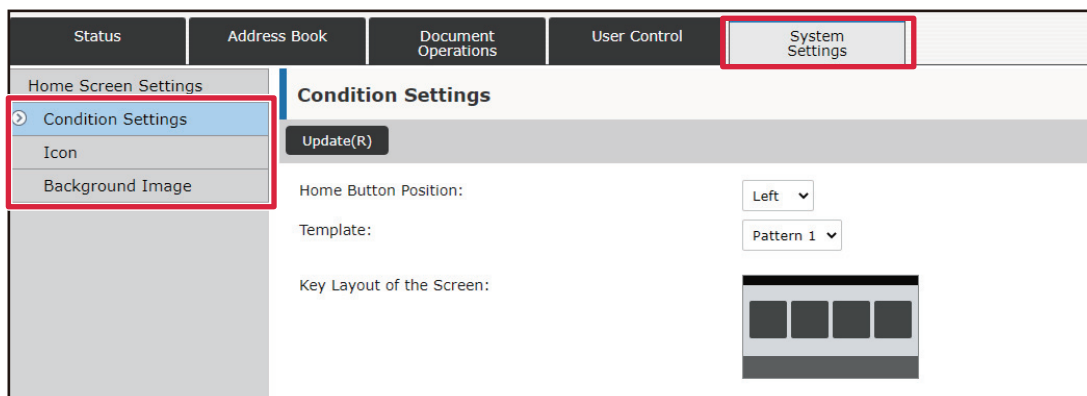 Status
Address Book
Document
Operations
User Control
System
Settings
Home Screen Settings
Condition Settings
Icon
Background Image
Condition Settings
Update(R)
Home Button Position:
Left
Template:
Pattern 1
Key Layout of the Screen: